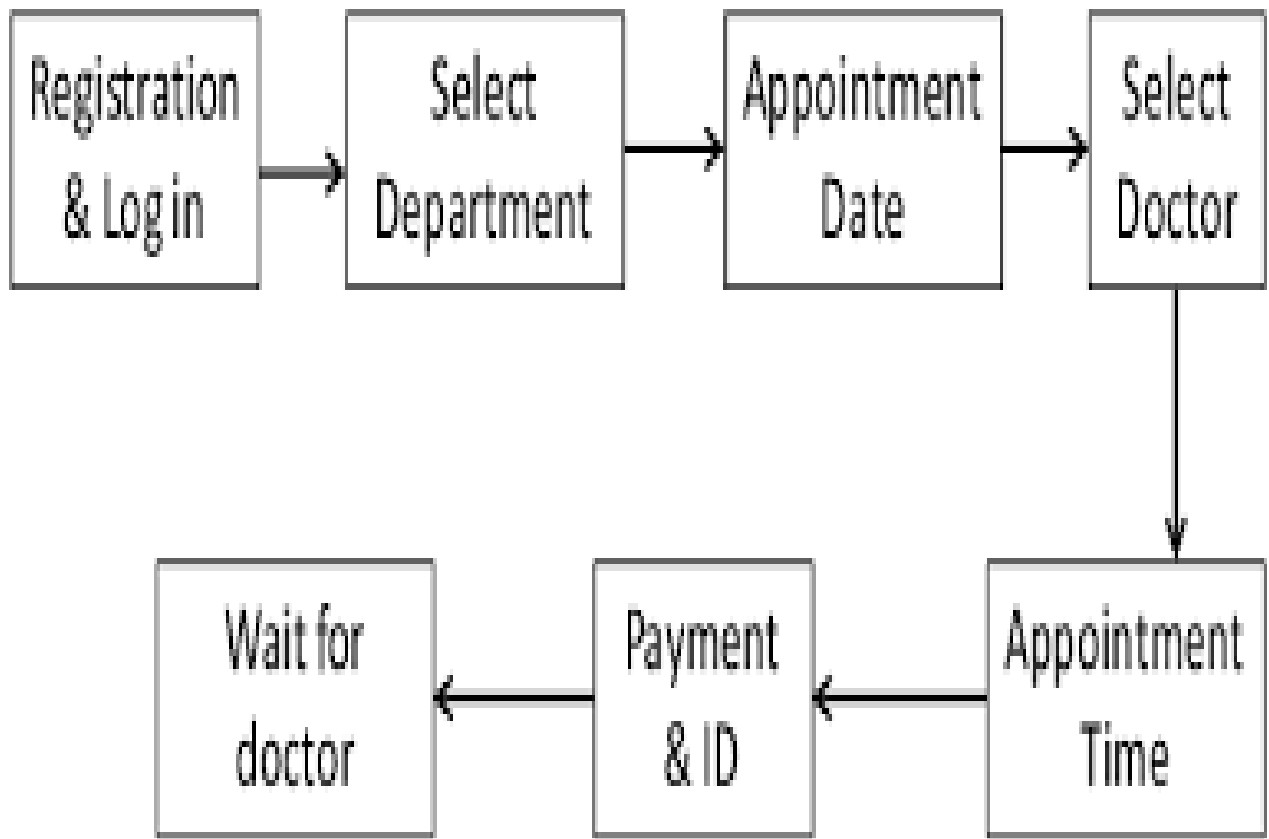 Registration
& Log in
Select
Department
Appointment
Date
Select
Doctor
Appointment
Time
Payment
& ID
Wait for
doctor